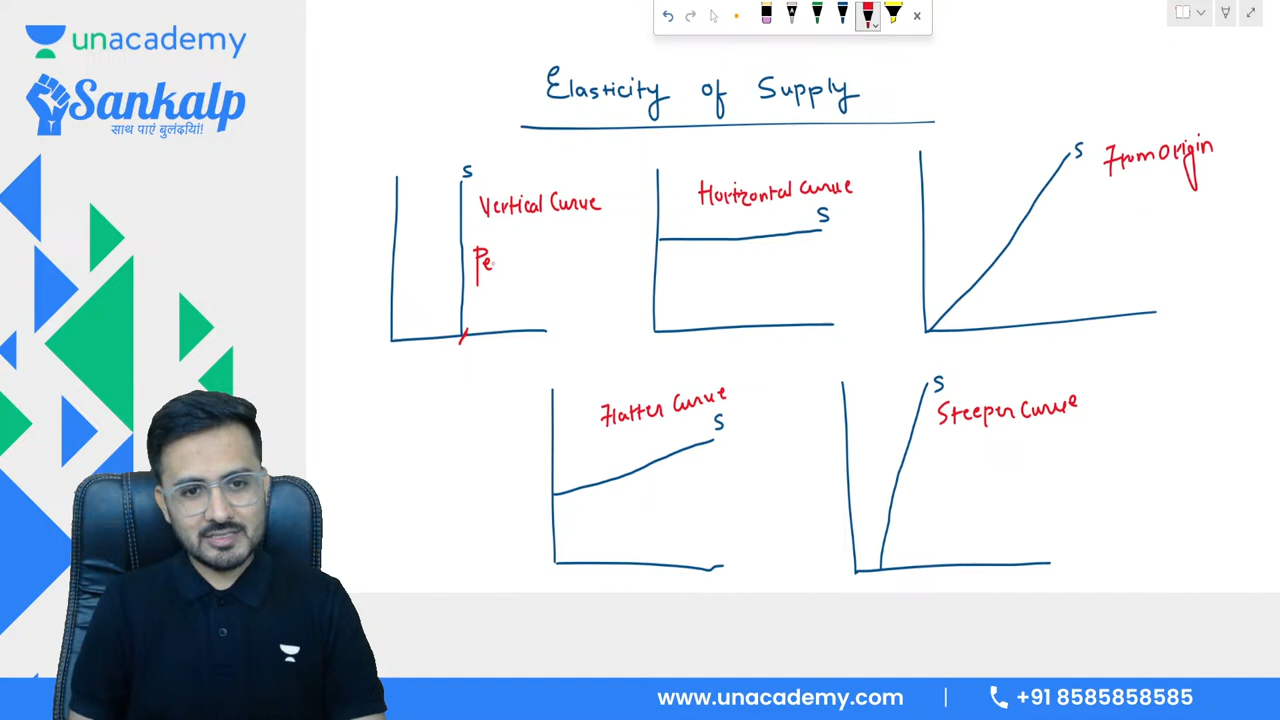 unacademy
Sankalp
साथ पाएं बुलंदियां!
Elasticity of Supply
S
Vertical Curve
Pe
Horizontal Curve
S
S
From Origin
Flatter Curve
S
S
Steeper Curve
www.unacademy.com | +91 8585858585